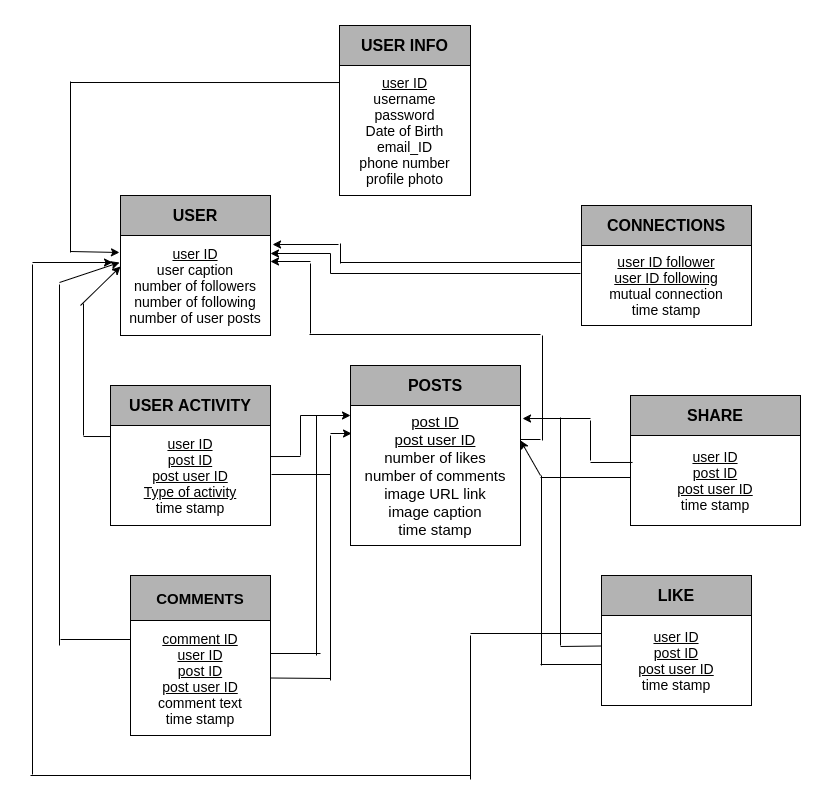 USER INFO
user ID
username
password
Date of Birth
email_ID
phone number
profile photo
USER
user ID
user caption
number of followers
number of following
number of user posts
CONNECTIONS
user ID follower
user ID following
mutual connection
time stamp
USER ACTIVITY
user ID
post ID
post user ID
Type of activity
time stamp
POSTS
post ID
post user ID
number of likes
number of comments
image URL link
image caption
time stamp
SHARE
user ID
post ID
post user ID
time stamp
COMMENTS
comment ID
user ID
post ID
post user ID
comment text
time stamp
LIKE
user ID
post ID
post user ID
time stamp